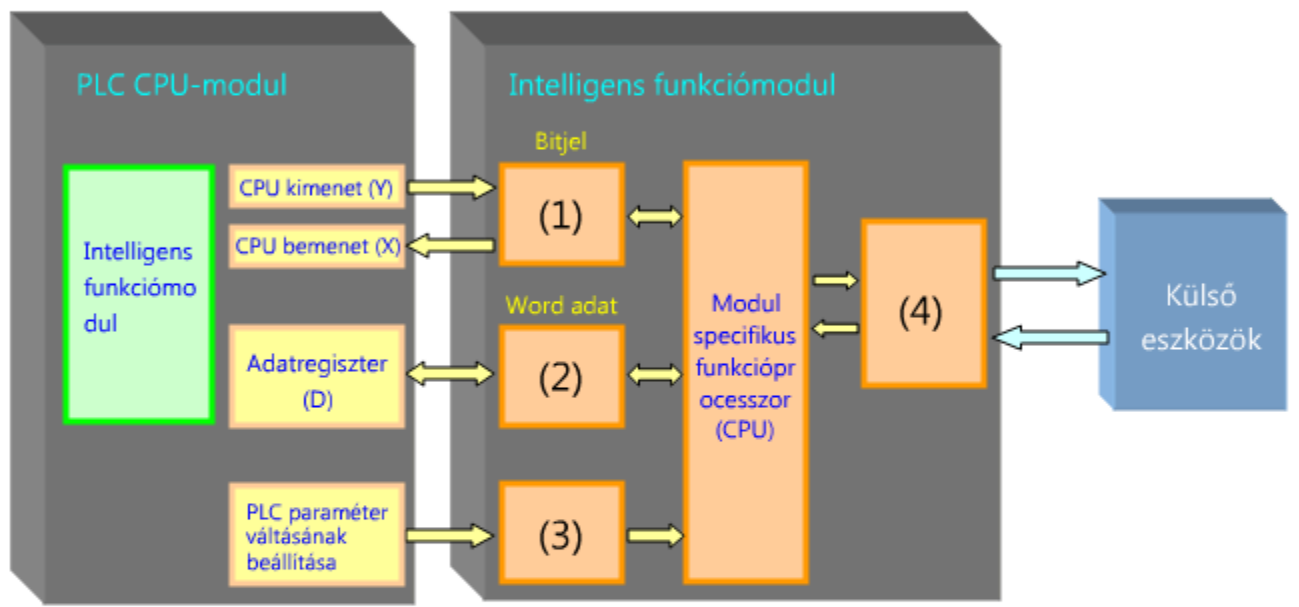 PLC CPU-modul
Intelligens
funkciómo
dul
CPU kimenet (Y)
CPU bemenet (X)
Adatregiszter
(D)
PLC paraméter
váltásának
beállítása
Intelligens funkciómodul
Bitjel
(1)
Word adat
(2)
(3)
Modul
specifikus
funkciópr
ocesszor
(CPU)
(4)
Külső
eszközök